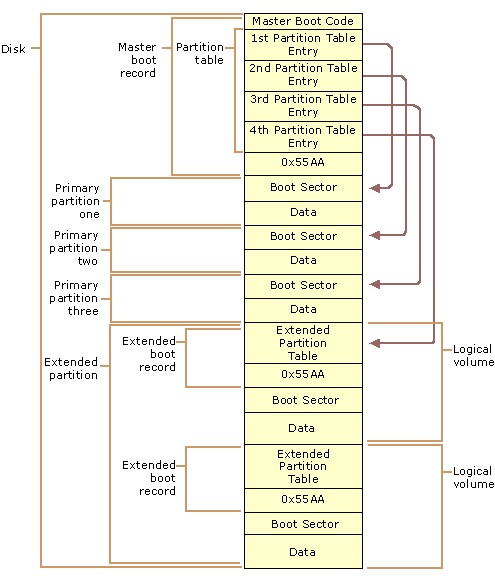 Disk
Master
boot
record
Partition
table
Master Boot Code
1st Partition Table
Entry
2nd Partition Table
Entry
3rd Partition Table
Entry
4th Partition Table
Entry
0x55AA
Primary
partition
one
Boot Sector
Data
Primary
partition
two
Boot Sector
Data
Primary
partition
three
Boot Sector
Data
Extended
partition
Extended
boot
record
Extended
Partition
Table
0x55AA
Boot Sector
Data
Logical
volume
Extended
boot
record
Extended
Partition
Table
0x55AA
Boot Sector
Data
Logical
volume